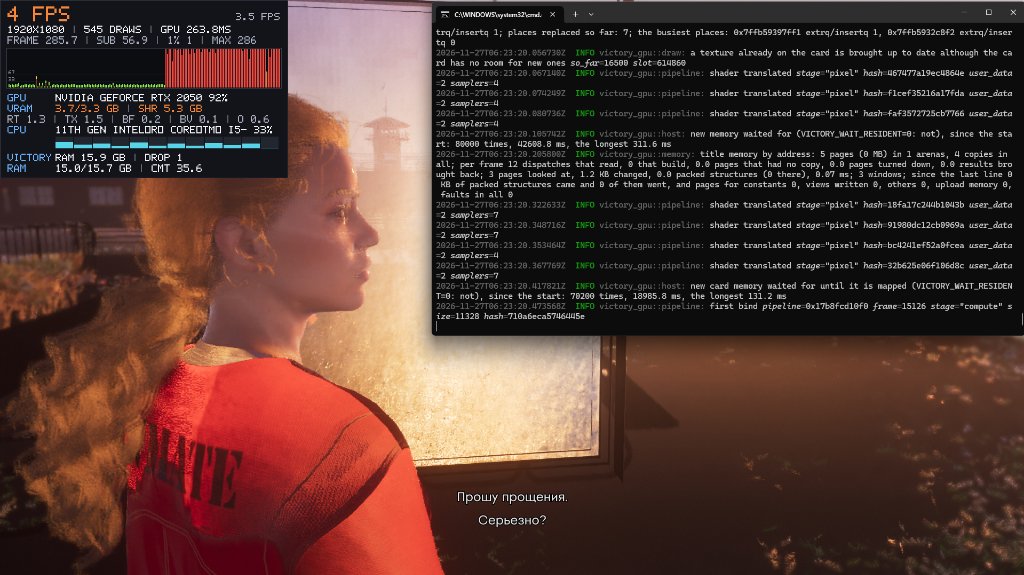 4 FPS
3.5 FPS
1920X1080 | 545 DRAWS | GPU 263.8MS
FRAME 285.7 | SUB 56.9 | 1% 1 | MAX 286
GPU NVIDIA GEFORCE RTX 2050 92%
VRAM 3.7/3.3 GB | SHR 5.3 GB
RT 1.3 | TX 1.5 | BF 0.2 | BV 0.1 | O 0.6
CPU 11TH GEN INTEL®R© CORE©TM© I5- 33%
VICTORY RAM 15.9 GB | DROP 1
RAM 15.0/15.7 GB | CMT 35.6
C:\WINDOWS\system32\cmd.
trq/insertq 1; places replaced so far: 7; the busiest places: 0x7ffb59397ff1 extrq/insertq 1, 0x7ffb5932c8f2 extrq/inser
tq 0
2026-11-27T06:23:20.056730Z INFO victory_gpu::draw: a texture already on the card is brought up to date although the ca
rd has no room for new ones so_far=16500 slot=614860
2026-11-27T06:23:20.067140Z INFO victory_gpu::pipeline: shader translated stage="pixel" hash=467477a19ec4864e user_data
=2 samplers=4
2026-11-27T06:23:20.074249Z INFO victory_gpu::pipeline: shader translated stage="pixel" hash=f1cef35216a17fda user_data
=2 samplers=4
2026-11-27T06:23:20.080736Z INFO victory_gpu::pipeline: shader translated stage="pixel" hash=faf3572725cb7766 user_data
=2 samplers=4
2026-11-27T06:23:20.105742Z INFO victory_gpu::host: new memory waited for (VICTORY_WAIT_RESIDENT=0: not), since the sta
rt: 80000 times, 42608.8 ms, the longest 311.6 ms
2026-11-27T06:23:20.205800Z INFO victory_gpu::memory: title memory by address: 5 pages (0 MB) in 1 arenas, 4 copies in
all; per frame 12 dispatches that read, 0 that build, 0.0 pages that had no copy, 0.0 pages turned down, 0.0 results bro
ught back; 3 pages looked at, 1.2 KB changed, 0.0 packed structures (0 there), 0.07 ms; 3 windows; since the last line 0
KB of packed structures came and 0 of them went, and pages for constants 0, views written 0, others 0, upload memory 0,
faults in all 0
2026-11-27T06:23:20.322633Z INFO victory_gpu::pipeline: shader translated stage="pixel" hash=18fa17c244b1043b user_data
=2 samplers=7
2026-11-27T06:23:20.348716Z INFO victory_gpu::pipeline: shader translated stage="pixel" hash=91980dc12cb0969a user_data
=2 samplers=7
2026-11-27T06:23:20.353464Z INFO victory_gpu::pipeline: shader translated stage="pixel" hash=bc4241ef52a0fcea user_data
=2 samplers=4
2026-11-27T06:23:20.367769Z INFO victory_gpu::pipeline: shader translated stage="pixel" hash=32b625e06f106d8c user_data
=2 samplers=7
2026-11-27T06:23:20.417821Z INFO victory_gpu::host: new card memory waited for until it is mapped (VICTORY_WAIT_RESIDEN
T=0: not), since the start: 70200 times, 18985.8 ms, the longest 131.2 ms
2026-11-27T06:23:20.473568Z INFO victory_gpu::pipeline: first bind pipeline=0x17b8fcd10f0 frame=15126 stage="compute" s
ize=11328 hash=710a6eca5746445e
Прошу прощения.
Серьезно?